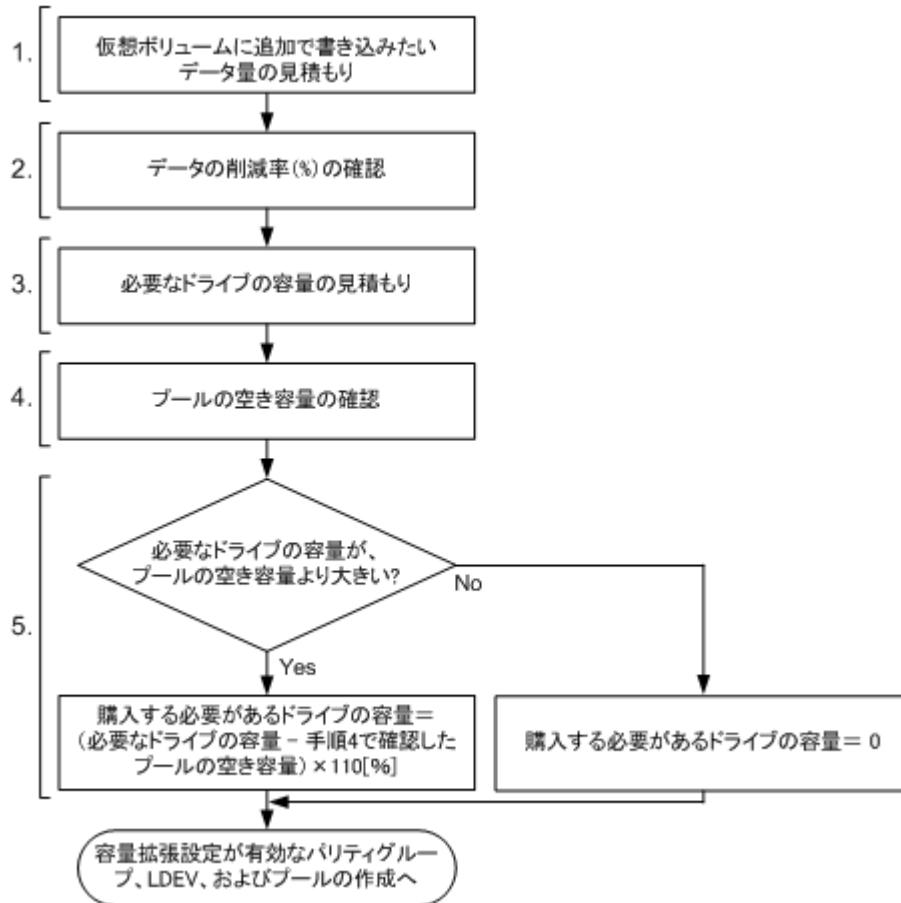 1.
仮想ボリュームに追加で書き込みたい
データ量の見積もり
2.
データの削減率(%)の確認
3.
必要なドライブの容量の見積もり
4.
プールの空き容量の確認
5.
必要なドライブの容量が、
プールの空き容量より大きい?
No
Yes
購入する必要があるドライブの容量＝
(必要なドライブの容量 − 手順4で確認した
プールの空き容量)×110[%]
購入する必要があるドライブの容量＝ 0
容量拡張設定が有効なパリティグルー
プ、LDEV、およびプールの作成へ